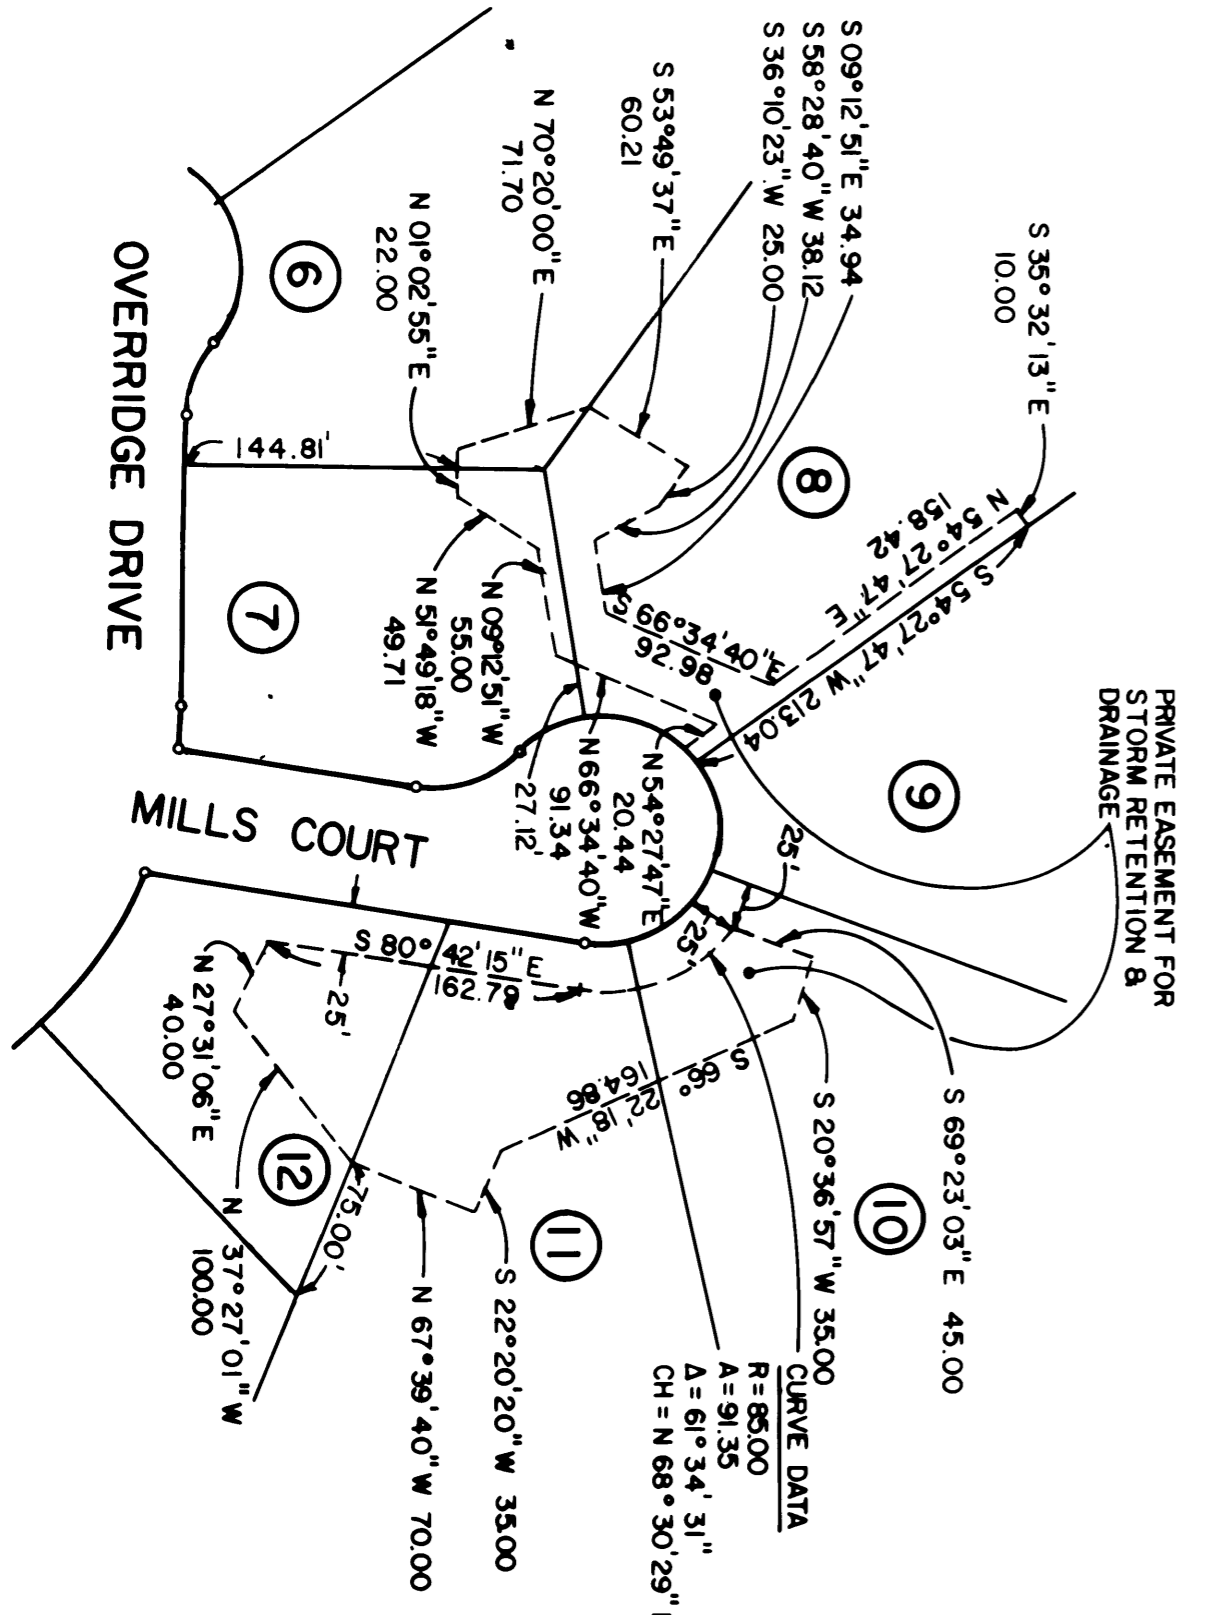 PRIVATE EASEMENT FOR
STORM RETENTION &
DRAINAGE
S 35°32'13"E
10.00
S 09°12'51"E 34.94
S 58°28'40"W 38.12
S 36°10'23"W 25.00
S 53°49'37"E
60.21
N 70°20'00"E
71.70
N 01°02'55"E
22.00
6
OVERRIDGE DRIVE
144.81'
7
8
N 54°27'47"E
158.42
S 54°27'47"W 213.04
S 66°34'40"E
92.98
N 09°12'51"W
55.00
N 51°49'18"W
49.71
N 54°27'47"E
20.44
N 66°34'40"W
91.34
27.12'
9
25'
25'
MILLS COURT
S 80°42'15"E
162.79
25'
N 27°31'06"E
40.00
S 69°23'03"E 45.00
S 20°36'57"W 35.00
10
S 66°22'18"W
164.86
11
12
75.00'
N 37°27'01"W
100.00
S 22°20'20"W 35.00
N 67°39'40"W 70.00
CURVE DATA
R=85.00
A=91.35
Δ=61°34'31"
CH=N 68°30'29"